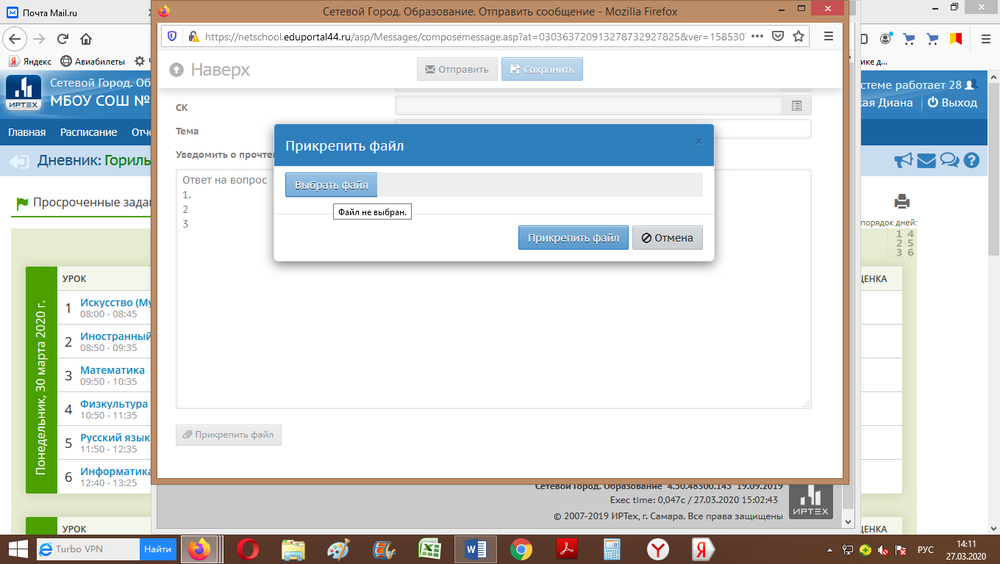 Почта Mail.ru
Сетевой Город. Образование. Отправить сообщение - Mozilla Firefox
https://netschool.eduportal44.ru/asp/Messages/composemessage.asp?at=030363720913278732927825&ver=1585307
Яндекс
Авиабилеты
ике д...
Сетевой Город. Об
МБОУ СОШ №
ИРТЕХ
стеме работает 28
кая Диана
Выход
Главная
Расписание
Отче
Дневник: Гориль
Просроченные задан
порядок дней:
1 4
2 5
3 6
Наверх
Отправить
Сохранить
СК
Тема
Уведомить о прочтен
Ответ на вопрос
1.
2
3
Прикрепить файл
×
Выбрать файл
Файл не выбран.
Прикрепить файл
Отмена
Прикрепить файл
Понедельник, 30 марта 2020 г.
УРОК
ЦЕНКА
1 Искусство (Му
08:00 - 08:45
2 Иностранный
08:50 - 09:35
3 Математика
09:50 - 10:35
4 Физкультура
10:50 - 11:35
5 Русский язык
11:50 - 12:35
6 Информатика
12:40 - 13:25
УРОК
ЦЕНКА
Сетевой Город. Образование 4.50.48300.145 19.09.2019
Exec time: 0,047с / 27.03.2020 15:02:43
© 2007-2019 ИРТех, г. Самара. Все права защищены
ИРТЕХ
Turbo VPN
Найти
РУС
14:11
27.03.2020